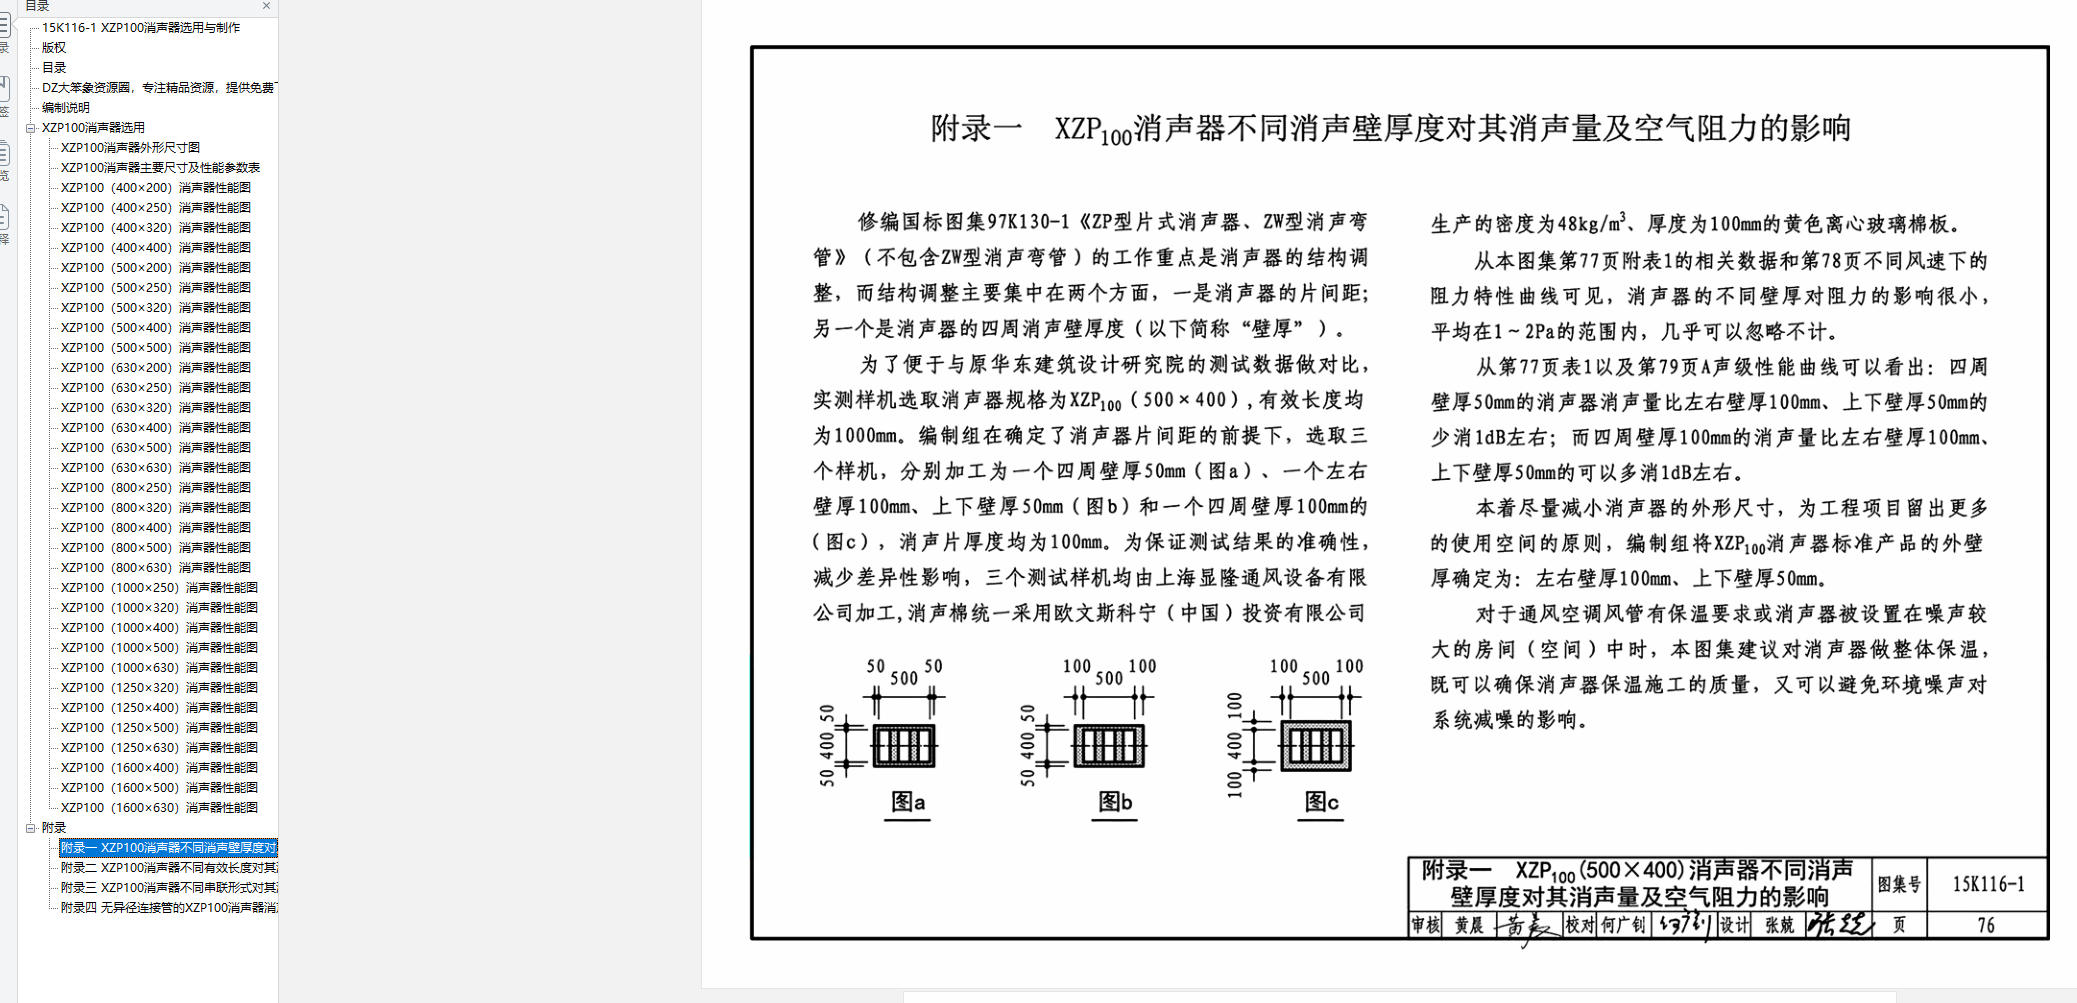 目录 ×
录
签
览
释
15K116-1 XZP100消声器选用与制作
版权
目录
DZ大笨象资源圈，专注精品资源，提供免费
编制说明
XZP100消声器选用
XZP100消声器外形尺寸图
XZP100消声器主要尺寸及性能参数表
XZP100（400×200）消声器性能图
XZP100（400×250）消声器性能图
XZP100（400×320）消声器性能图
XZP100（400×400）消声器性能图
XZP100（500×200）消声器性能图
XZP100（500×250）消声器性能图
XZP100（500×320）消声器性能图
XZP100（500×400）消声器性能图
XZP100（500×500）消声器性能图
XZP100（630×200）消声器性能图
XZP100（630×250）消声器性能图
XZP100（630×320）消声器性能图
XZP100（630×400）消声器性能图
XZP100（630×500）消声器性能图
XZP100（630×630）消声器性能图
XZP100（800×250）消声器性能图
XZP100（800×320）消声器性能图
XZP100（800×400）消声器性能图
XZP100（800×500）消声器性能图
XZP100（800×630）消声器性能图
XZP100（1000×250）消声器性能图
XZP100（1000×320）消声器性能图
XZP100（1000×400）消声器性能图
XZP100（1000×500）消声器性能图
XZP100（1000×630）消声器性能图
XZP100（1250×320）消声器性能图
XZP100（1250×400）消声器性能图
XZP100（1250×500）消声器性能图
XZP100（1250×630）消声器性能图
XZP100（1600×400）消声器性能图
XZP100（1600×500）消声器性能图
XZP100（1600×630）消声器性能图
附录
附录一 XZP100消声器不同消声壁厚度对
附录二 XZP100消声器不同有效长度对其
附录三 XZP100消声器不同串联形式对其
附录四 无异径连接管的XZP100消声器消
附录一 XZP100消声器不同消声壁厚度对其消声量及空气阻力的影响
修编国标图集97K130-1《ZP型片式消声器、ZW型消声弯
管》（不包含ZW型消声弯管）的工作重点是消声器的结构调
整，而结构调整主要集中在两个方面，一是消声器的片间距；
另一个是消声器的四周消声壁厚度（以下简称“壁厚”）。
为了便于与原华东建筑设计研究院的测试数据做对比，
实测样机选取消声器规格为XZP100（500×400），有效长度均
为1000mm。编制组在确定了消声器片间距的前提下，选取三
个样机，分别加工为一个四周壁厚50mm（图a）、一个左右
壁厚100mm、上下壁厚50mm（图b）和一个四周壁厚100mm的
（图c），消声片厚度均为100mm。为保证测试结果的准确性，
减少差异性影响，三个测试样机均由上海显隆通风设备有限
公司加工，消声棉统一采用欧文斯科宁（中国）投资有限公司
50 500 50
50 400 50
图a
100 500 100
50 400 50
图b
100 500 100
100 400 100
图c
生产的密度为48kg/m³、厚度为100mm的黄色离心玻璃棉板。
从本图集第77页附表1的相关数据和第78页不同风速下的
阻力特性曲线可见，消声器的不同壁厚对阻力的影响很小，
平均在1～2Pa的范围内，几乎可以忽略不计。
从第77页表1以及第79页A声级性能曲线可以看出：四周
壁厚50mm的消声器消声量比左右壁厚100mm、上下壁厚50mm的
少消1dB左右；而四周壁厚100mm的消声量比左右壁厚100mm、
上下壁厚50mm的可以多消1dB左右。
本着尽量减小消声器的外形尺寸，为工程项目留出更多
的使用空间的原则，编制组将XZP100消声器标准产品的外壁
厚确定为：左右壁厚100mm、上下壁厚50mm。
对于通风空调风管有保温要求或消声器被设置在噪声较
大的房间（空间）中时，本图集建议对消声器做整体保温，
既可以确保消声器保温施工的质量，又可以避免环境噪声对
系统减噪的影响。
附录一 XZP100(500×400)消声器不同消声
壁厚度对其消声量及空气阻力的影响
图集号 15K116-1
审核 黄晨 黄晨 校对 何广钊 何广钊 设计 张兢 张兢 页 76